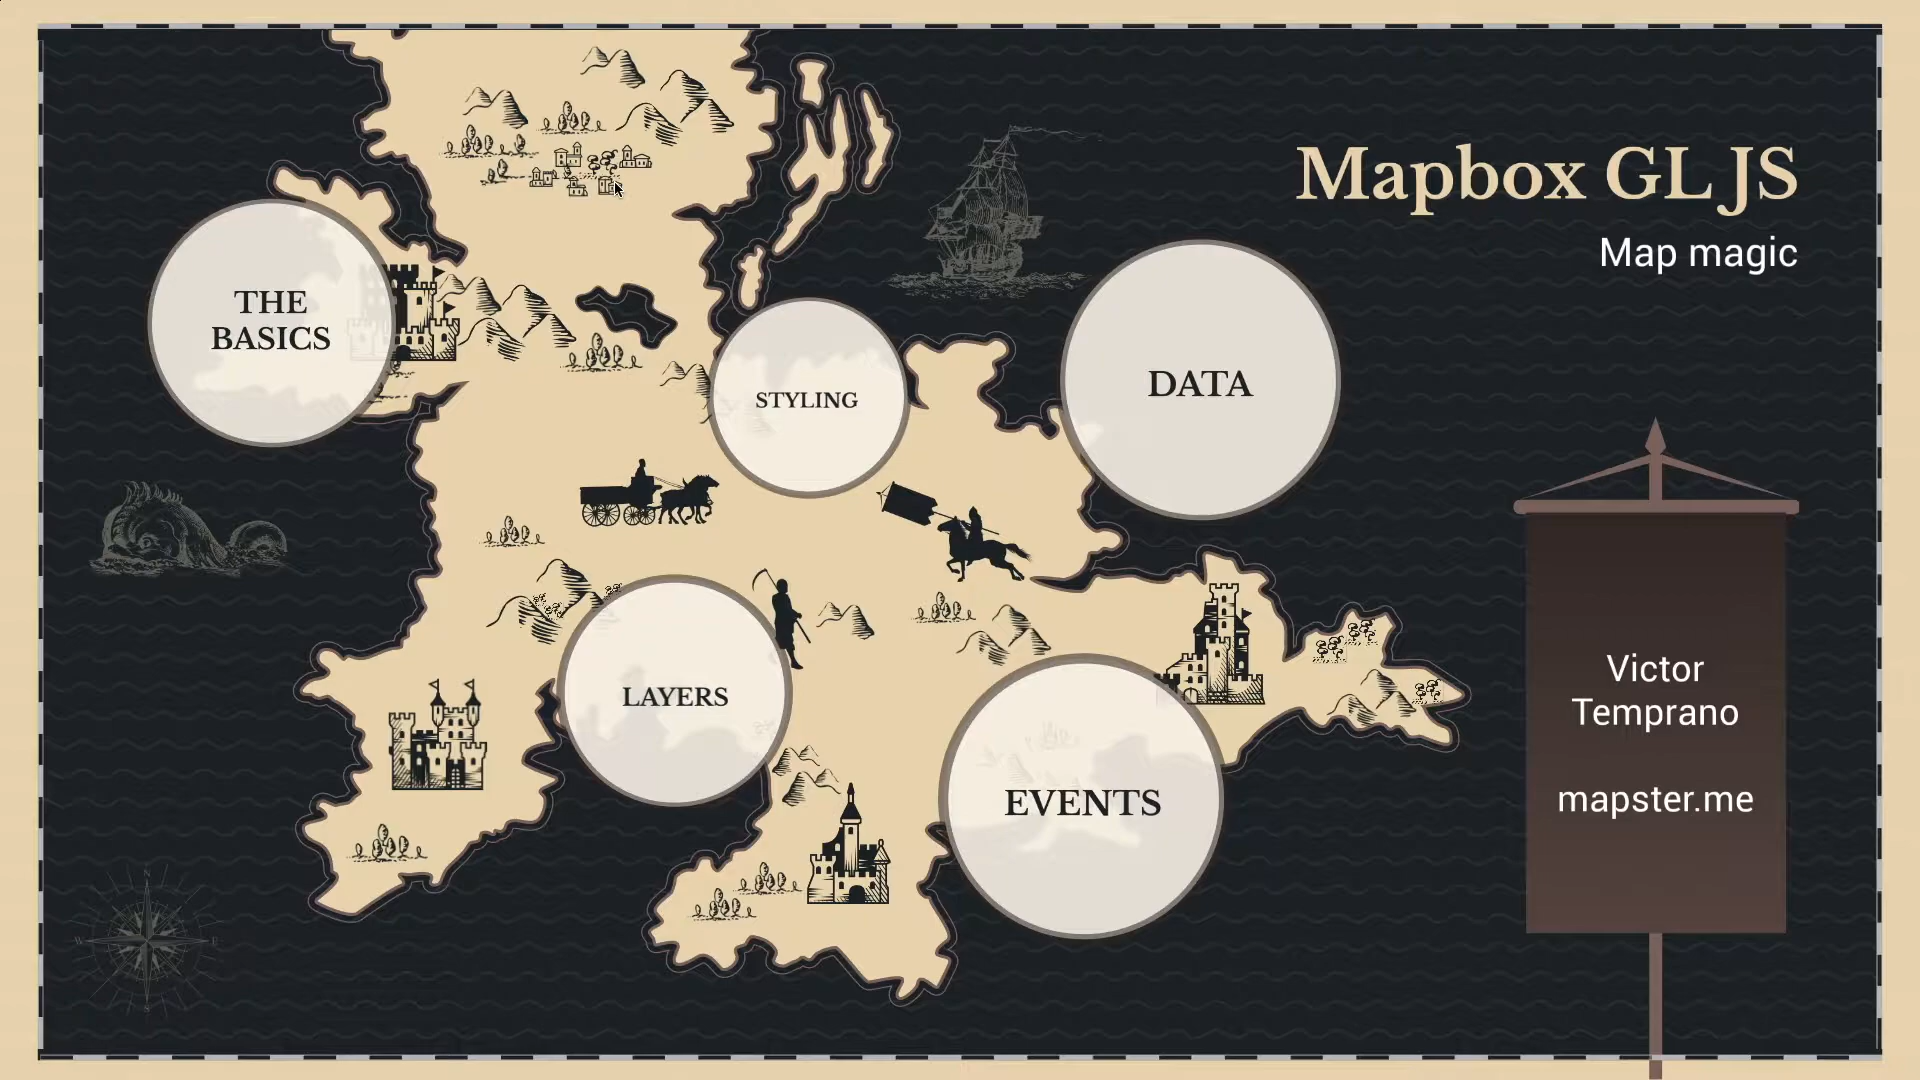 Mapbox GL JS
Map magic
THE
BASICS
STYLING
DATA
LAYERS
EVENTS
Victor
Temprano
mapster.me
N
W
E
S